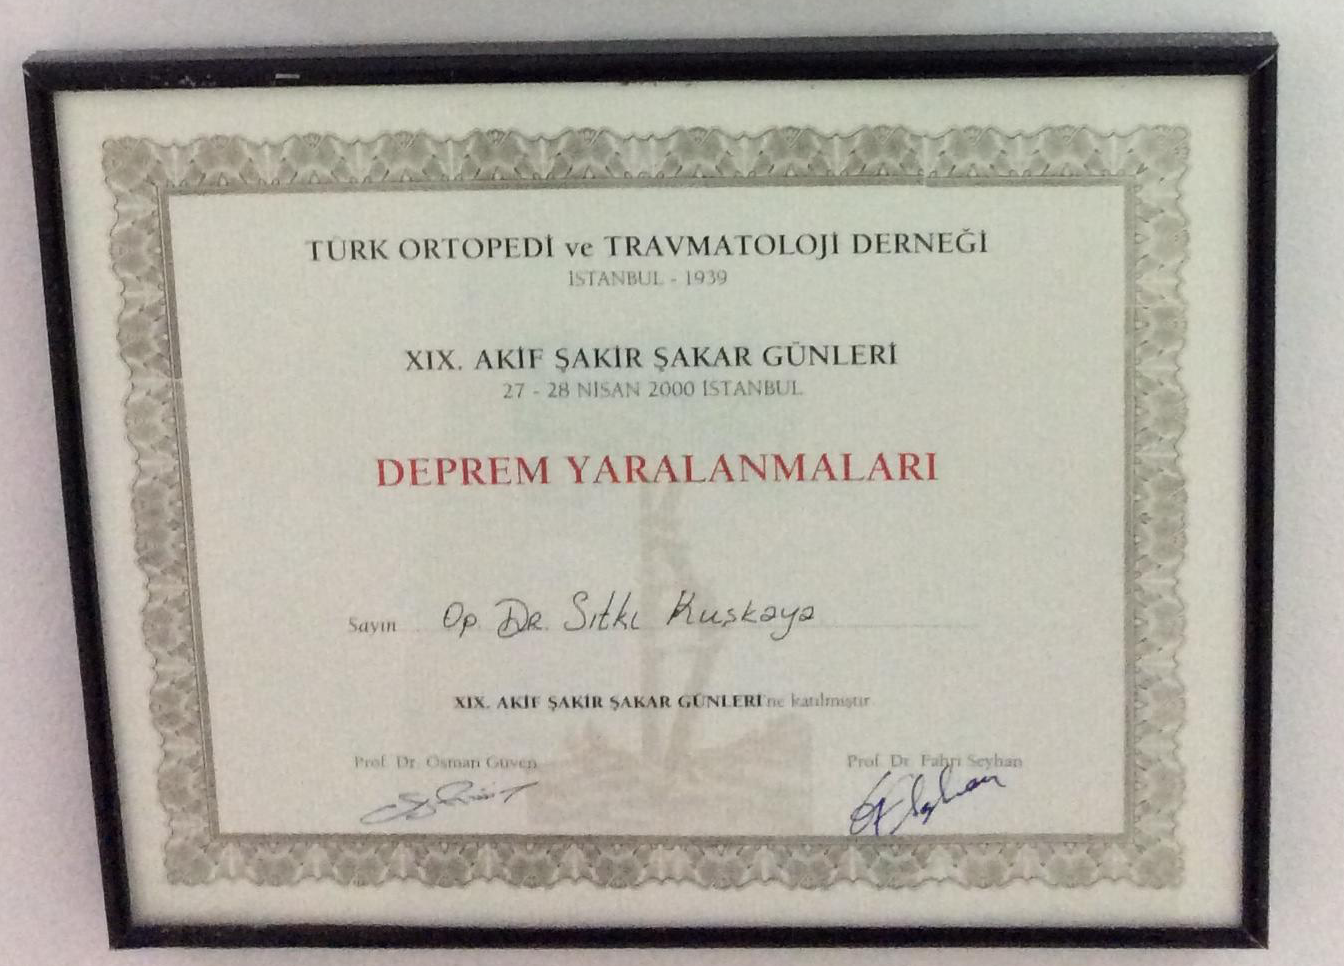 TÜRK ORTOPEDİ ve TRAVMATOLOJİ DERNEĞİ
İSTANBUL - 1939
XIX. AKİF ŞAKİR ŞAKAR GÜNLERİ
27 - 28 NİSAN 2000 İSTANBUL
DEPREM YARALANMALARI
Sayın Op. Dr. Sıtkı Kuşkaya
XIX. AKİF ŞAKİR ŞAKAR GÜNLERİ'ne katılmıştır
Prof. Dr. Osman Güven Prof. Dr. Fahri Seyhan